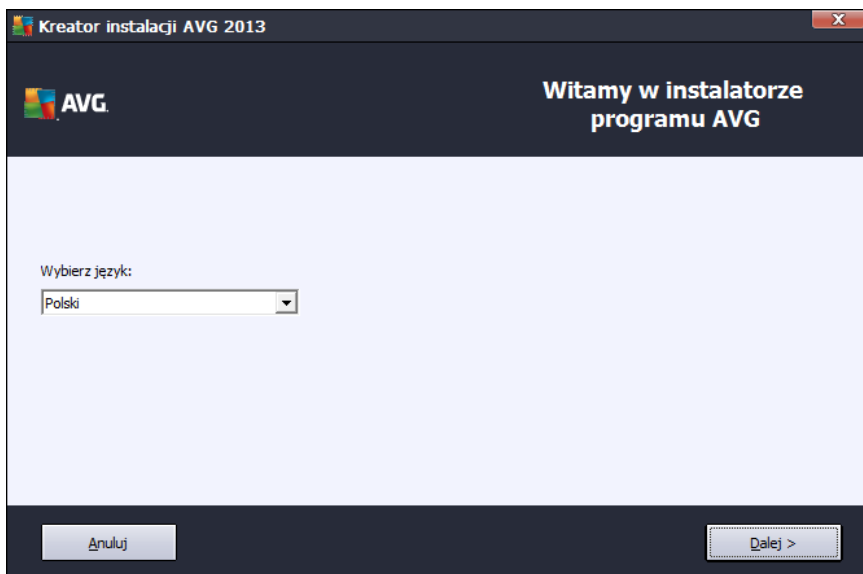 Kreator instalacji AVG 2013
X
AVG.
Witamy w instalatorze
programu AVG
Wybierz język:
Polski
Anuluj
Dalej >